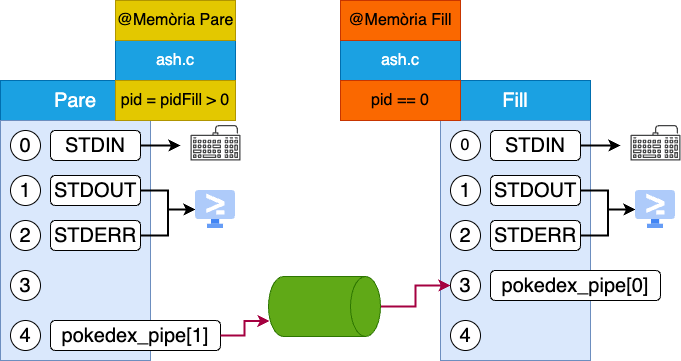 @Memòria Pare
ash.c
Pare
pid = pidFill > 0
0 STDIN
1 STDOUT
2 STDERR
3
4 pokedex_pipe[1]
@Memòria Fill
ash.c
pid == 0
Fill
0 STDIN
1 STDOUT
2 STDERR
3 pokedex_pipe[0]
4